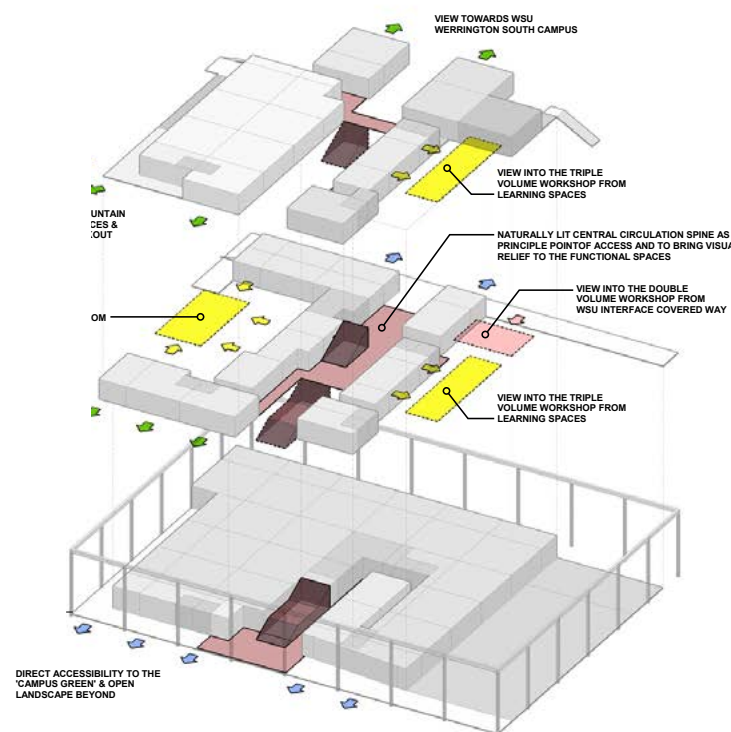 VIEW TOWARDS WSU
WERRINGTON SOUTH CAMPUS
VIEW INTO THE TRIPLE
VOLUME WORKSHOP FROM
LEARNING SPACES
UNTAIN
CES &
KOUT
NATURALLY LIT CENTRAL CIRCULATION SPINE AS
PRINCIPLE POINTOF ACCESS AND TO BRING VISUA
RELIEF TO THE FUNCTIONAL SPACES
VIEW INTO THE DOUBLE
VOLUME WORKSHOP FROM
WSU INTERFACE COVERED WAY
OM
VIEW INTO THE TRIPLE
VOLUME WORKSHOP FROM
LEARNING SPACES
DIRECT ACCESSIBILITY TO THE
'CAMPUS GREEN' & OPEN
LANDSCAPE BEYOND